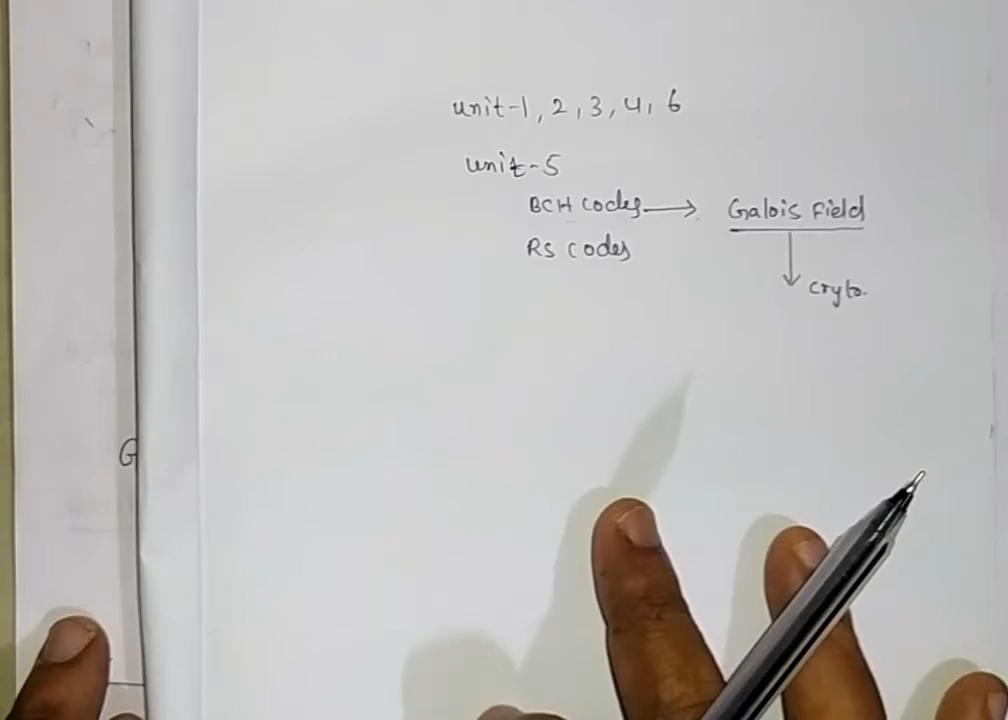 unit-1, 2, 3, 4, 6
unit-5
BCH codes → Galois Field
RS codes
cryto.
G